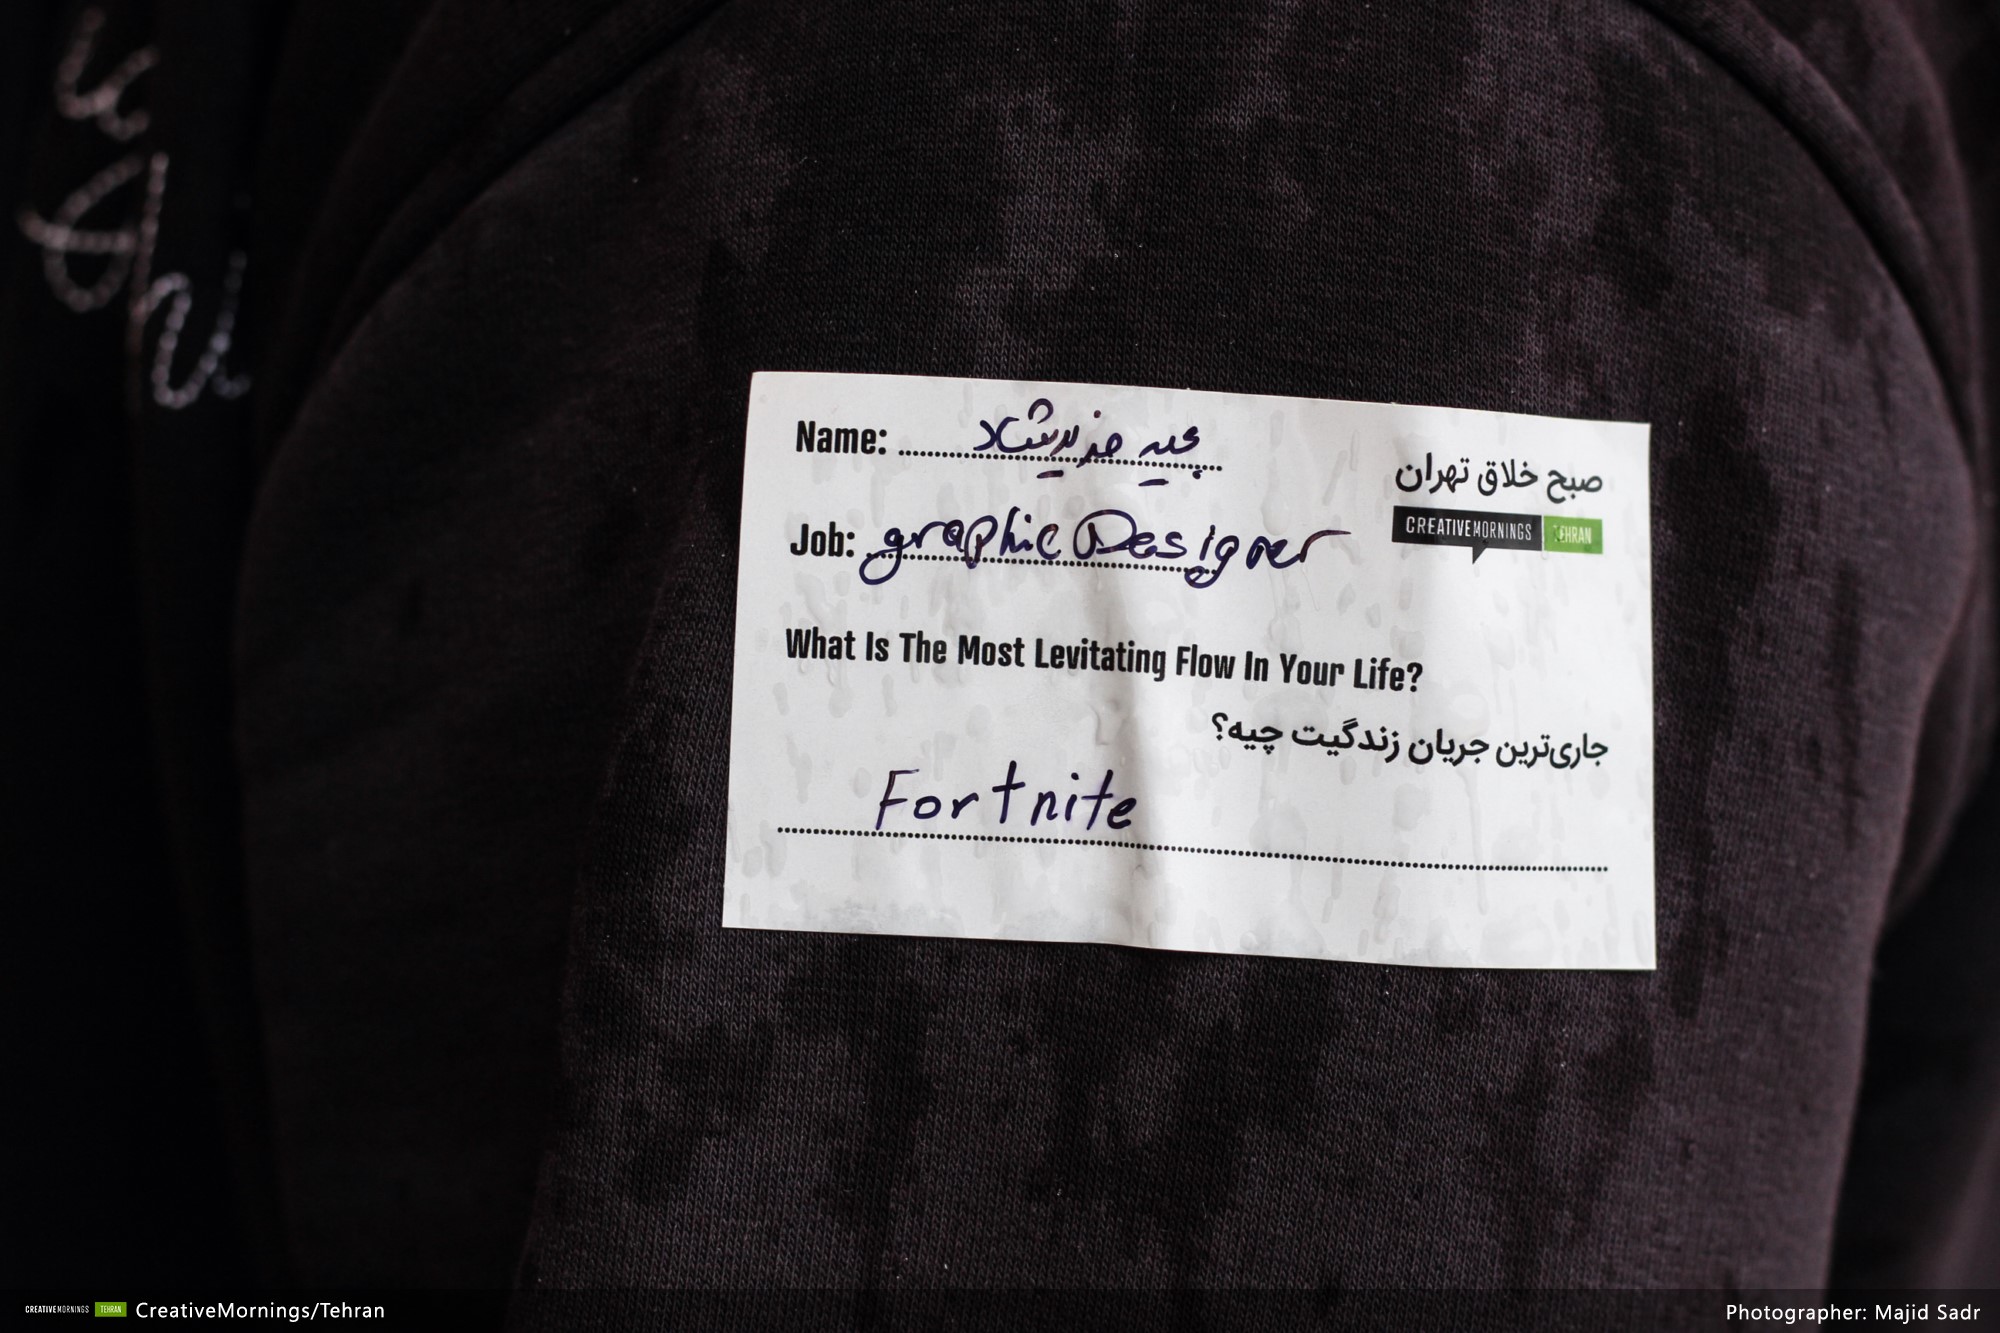 Name:
Job: graphic Designer
صبح خلاق تهران
CREATIVEMORNINGS TEHRAN
What Is The Most Levitating Flow In Your Life?
جاری‌ترین جریان زندگیت چیه؟
Fortnite
CREATIVEMORNINGS TEHRAN CreativeMornings/Tehran
Photographer: Majid Sadr